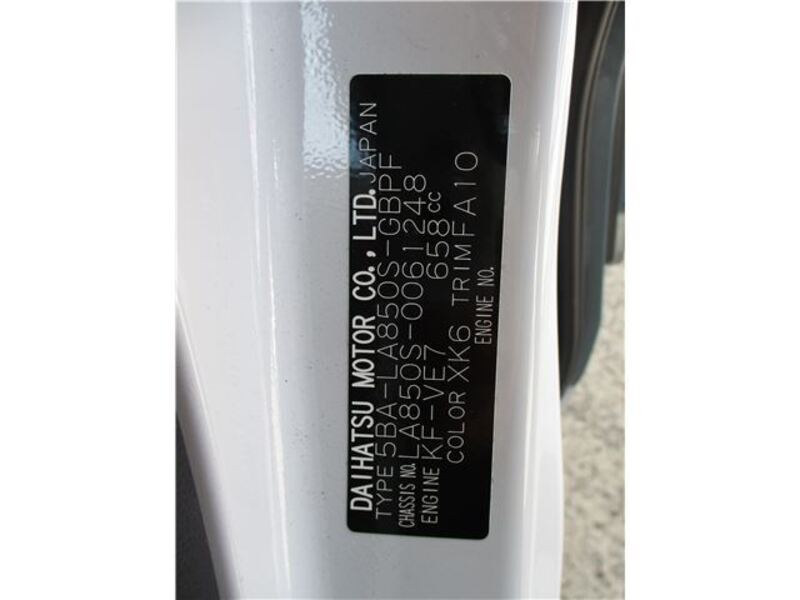 DAIHATSU MOTOR CO., LTD. JAPAN
TYPE 5BA-LA850S-GBPF
CHASSIS NO. LA850S-0061248
ENGINE KF-VE7 658cc
COLOR XK6 TRIM FA10
ENGINE NO.